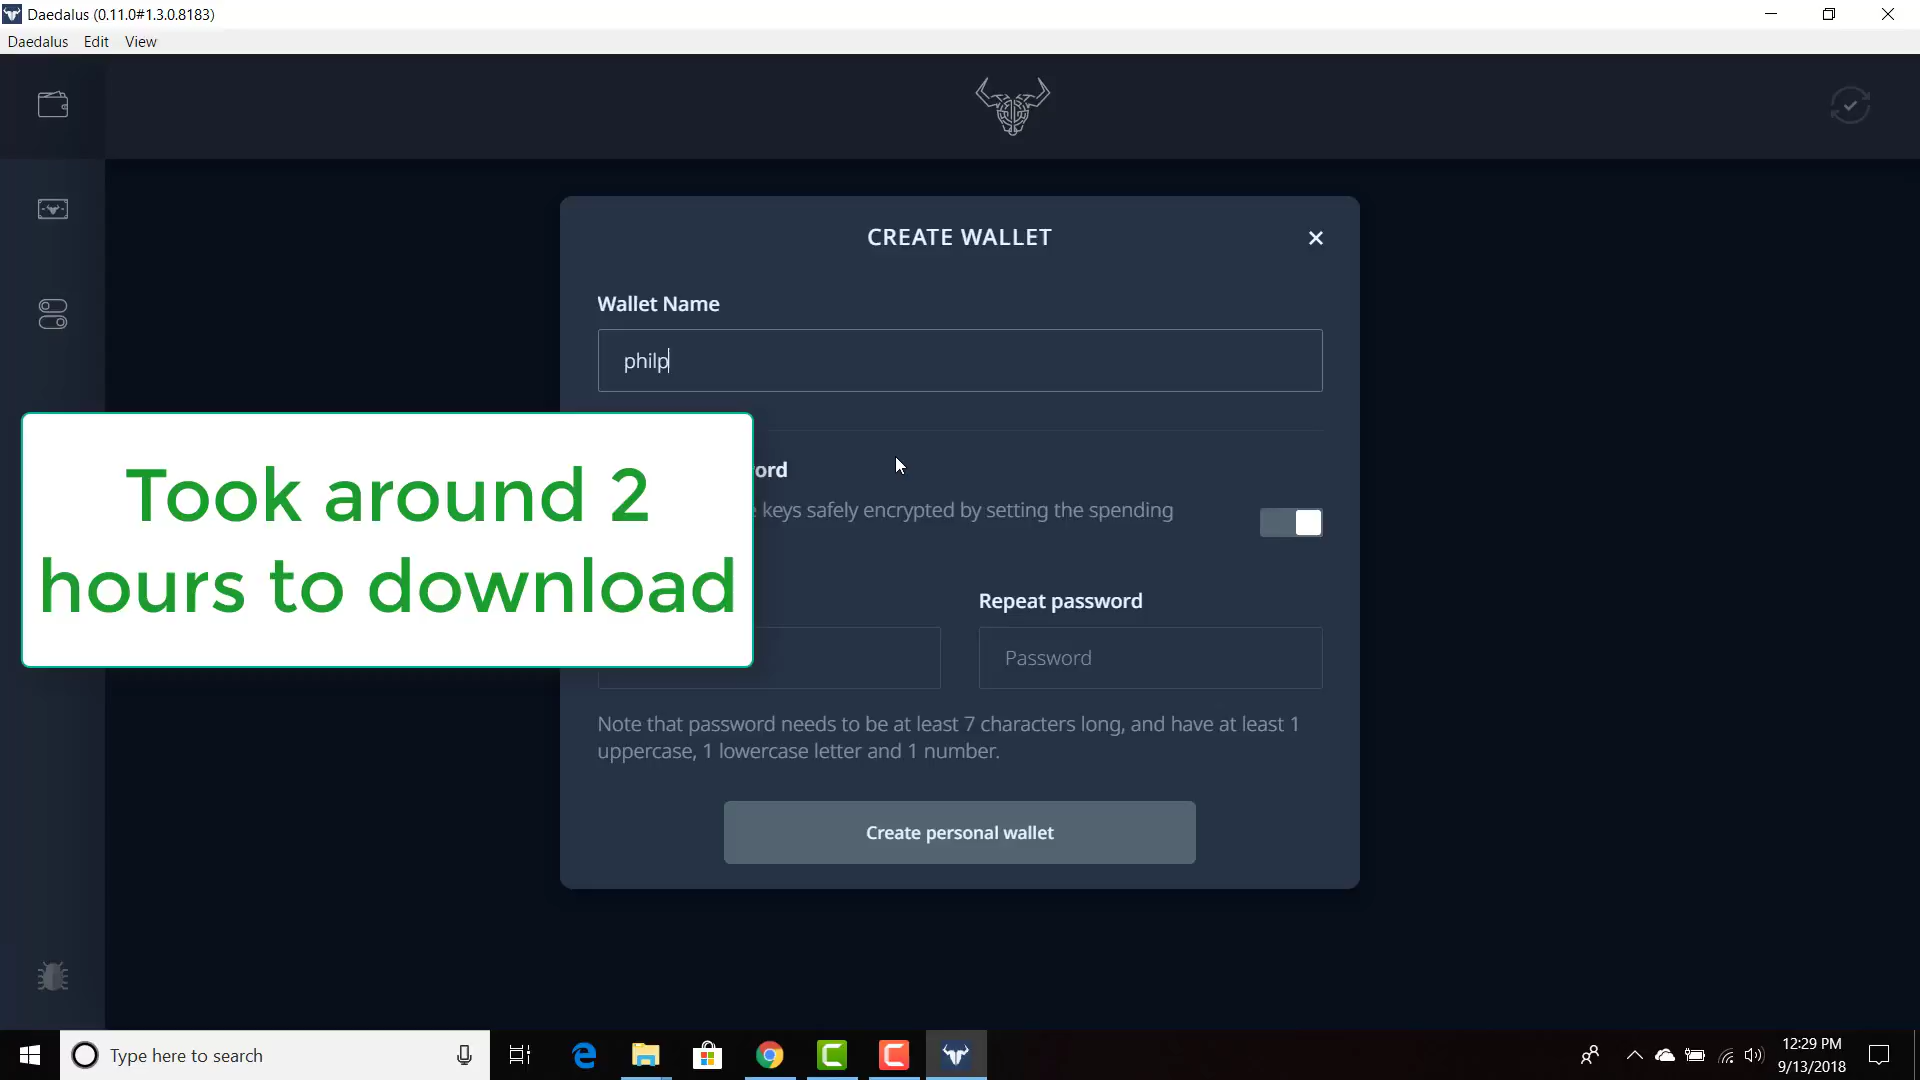 Daedalus (0.11.0#1.3.0.8183)
Daedalus Edit View
CREATE WALLET
Wallet Name
philp
ord
keys safely encrypted by setting the spending
Took around 2
hours to download
Repeat password
Password
Note that password needs to be at least 7 characters long, and have at least 1
uppercase, 1 lowercase letter and 1 number.
Create personal wallet
Type here to search
12:29 PM
9/13/2018